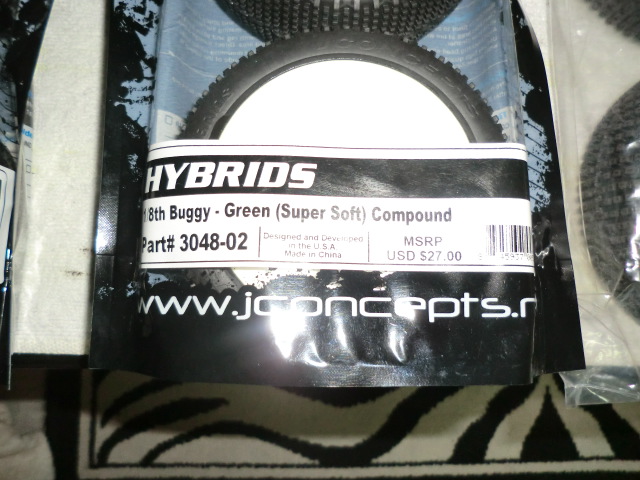 HYBRIDS
1/8th Buggy - Green (Super Soft) Compound
Part# 3048-02
Designed and Developed
in the U.S.A.
Made in China
MSRP
USD $27.00
www.jconcepts.n